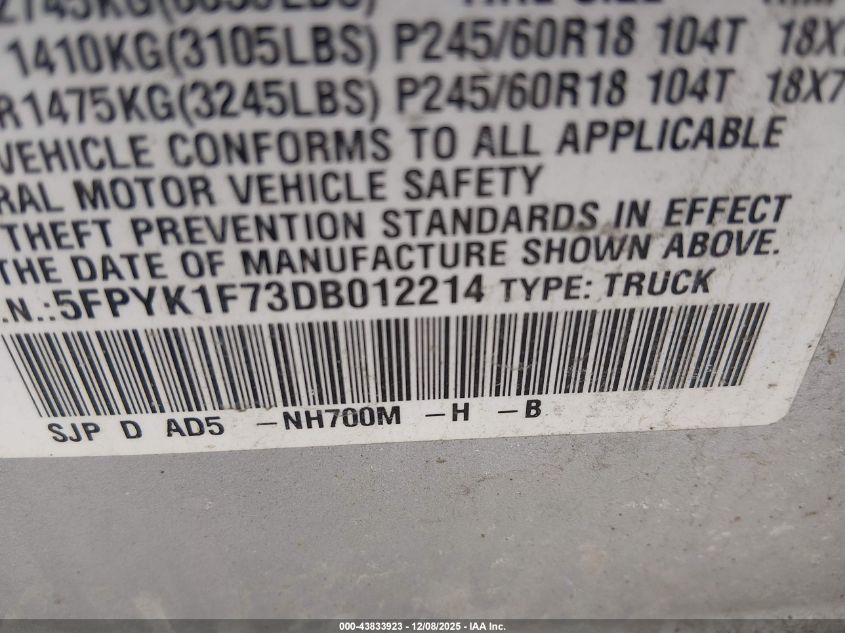 1410KG(3105LBS) P245/60R18 104T 18X
R1475KG(3245LBS) P245/60R18 104T 18X7
VEHICLE CONFORMS TO ALL APPLICABLE
RAL MOTOR VEHICLE SAFETY
THEFT PREVENTION STANDARDS IN EFFECT
THE DATE OF MANUFACTURE SHOWN ABOVE.
.N.:5FPYK1F73DB012214 TYPE: TRUCK
SJP D AD5 -NH700M -H -B
000-43833923 - 12/08/2025 - IAA Inc.